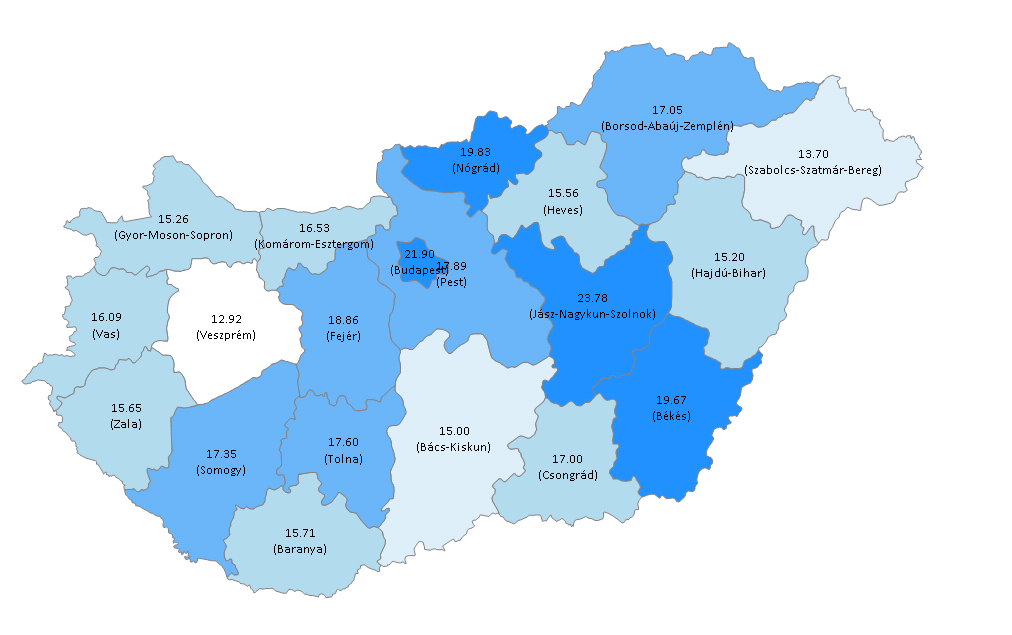 17.05
(Borsod-Abaúj-Zemplén)
19.83
(Nógrád)
13.70
(Szabolcs-Szatmár-Bereg)
15.56
(Heves)
15.26
(Gyor-Moson-Sopron)
16.53
(Komárom-Esztergom)
21.90
(Budapest)
17.89
(Pest)
15.20
(Hajdú-Bihar)
23.78
(Jász-Nagykun-Szolnok)
16.09
(Vas)
12.92
(Veszprém)
18.86
(Fejér)
19.67
(Békés)
15.65
(Zala)
15.00
(Bács-Kiskun)
17.35
(Somogy)
17.60
(Tolna)
17.00
(Csongrád)
15.71
(Baranya)